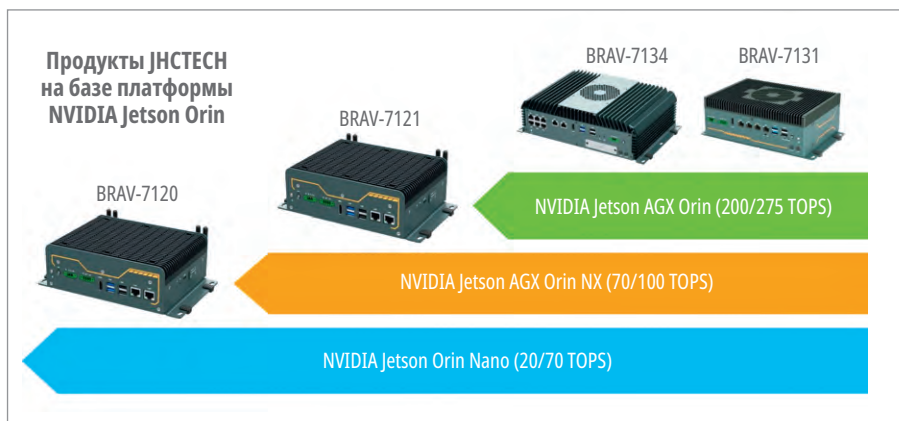 Продукты JHCTECH
на базе платформы
NVIDIA Jetson Orin
BRAV-7134
BRAV-7131
BRAV-7121
BRAV-7120
NVIDIA Jetson AGX Orin (200/275 TOPS)
NVIDIA Jetson AGX Orin NX (70/100 TOPS)
NVIDIA Jetson Orin Nano (20/70 TOPS)